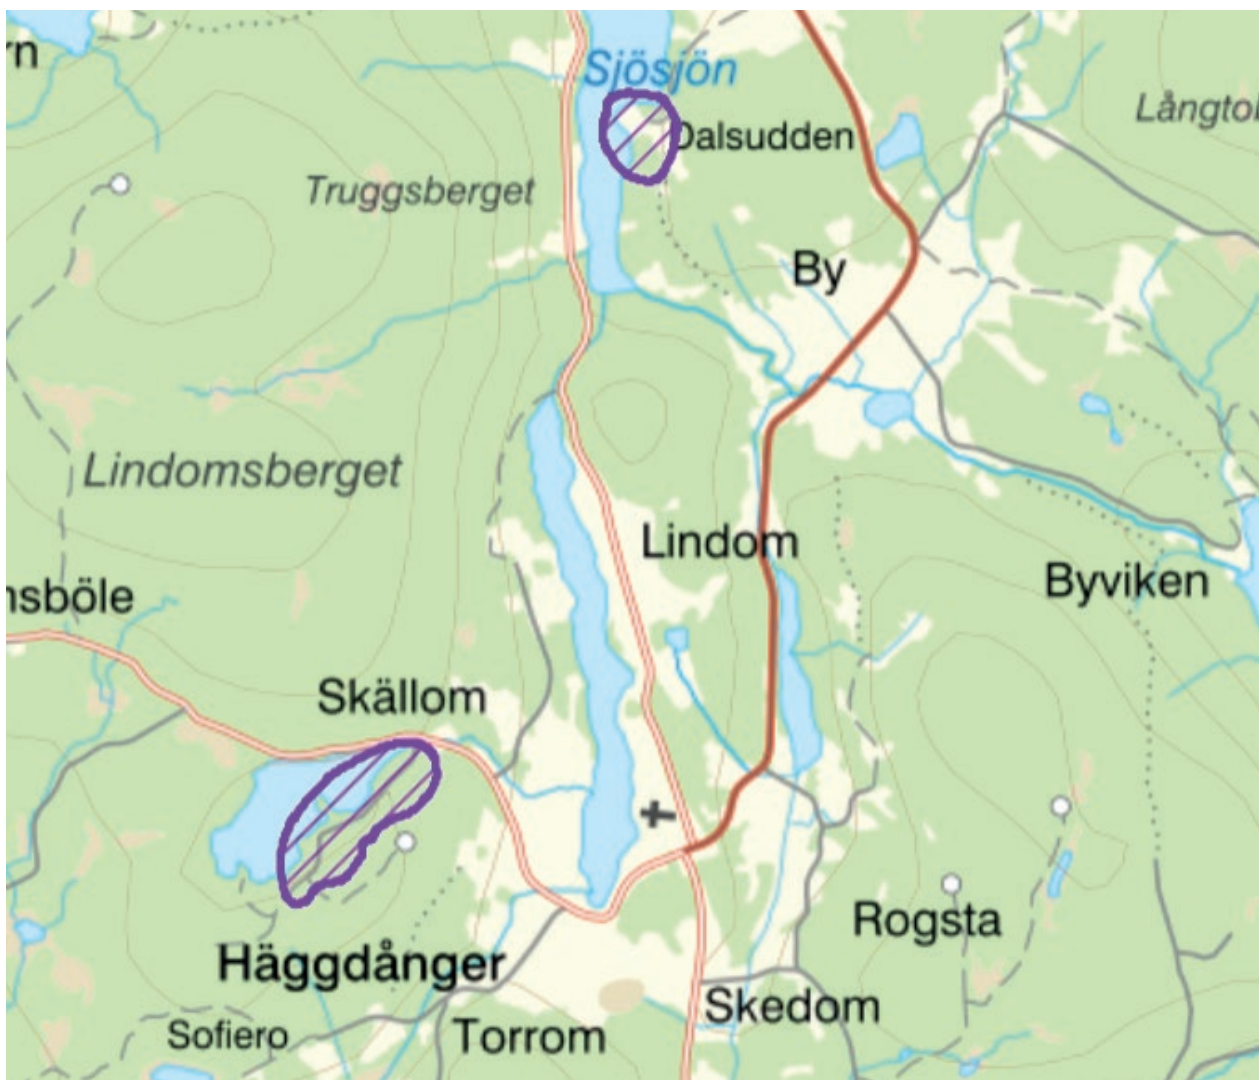 rn
Sjösjön
Dalsudden
Långto
Truggsberget
By
Lindomsberget
Lindom
Byviken
nsböle
Skällom
Rogsta
Häggdånger
Skedom
Sofiero
Torrom